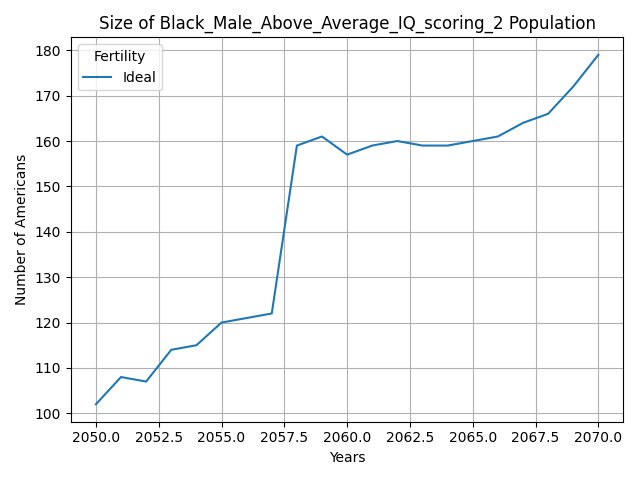 Size of Black_Male_Above_Average_IQ_scoring_2 Population
Fertility
Ideal
Number of Americans
180
170
160
150
140
130
120
110
100
2050.0 2052.5 2055.0 2057.5 2060.0 2062.5 2065.0 2067.5 2070.0
Years